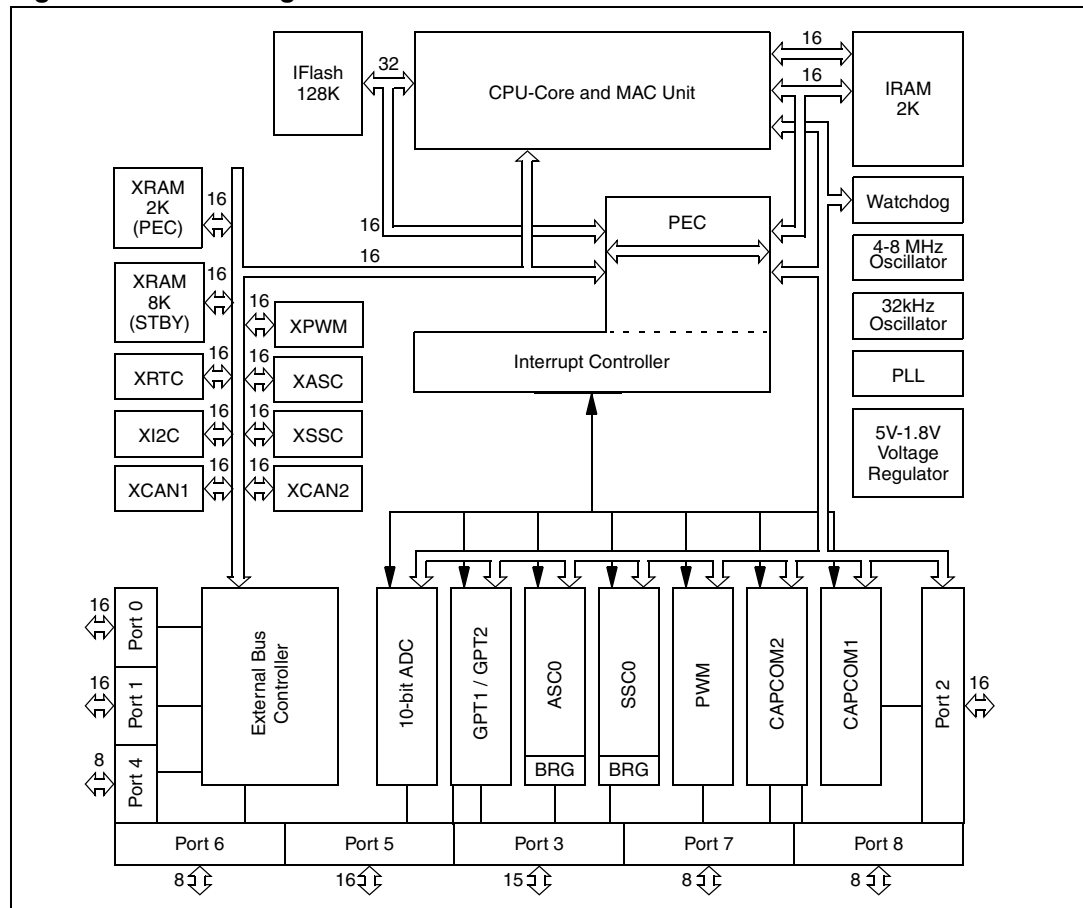 IFlash
128K
32
CPU-Core and MAC Unit
16
16
IRAM
2K
XRAM
2K
(PEC)
16
16
16
PEC
Watchdog
4-8 MHz
Oscillator
32kHz
Oscillator
PLL
5V-1.8V
Voltage
Regulator
XRAM
8K
(STBY)
16
16
XPWM
Interrupt Controller
XRTC
16
16
XASC
XI2C
16
16
XSSC
XCAN1
16
16
XCAN2
16
Port 0
16
Port 1
8
Port 4
External Bus
Controller
10-bit ADC
GPT1 / GPT2
ASC0
BRG
SSC0
BRG
PWM
CAPCOM2
CAPCOM1
Port 2
16
Port 6
Port 5
Port 3
Port 7
Port 8
8
16
15
8
8